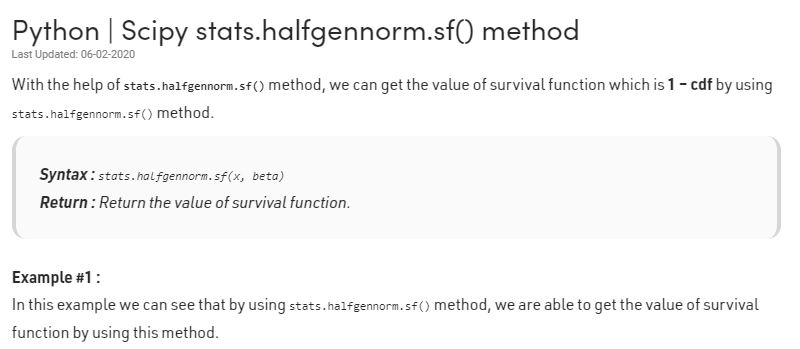 Python | Scipy stats.halfgennorm.sf() method
Last Updated: 06-02-2020
With the help of stats.halfgennorm.sf() method, we can get the value of survival function which is 1 – cdf by using
stats.halfgennorm.sf() method.
Syntax : stats.halfgennorm.sf(x, beta)
Return : Return the value of survival function.
Example #1 :
In this example we can see that by using stats.halfgennorm.sf() method, we are able to get the value of survival
function by using this method.